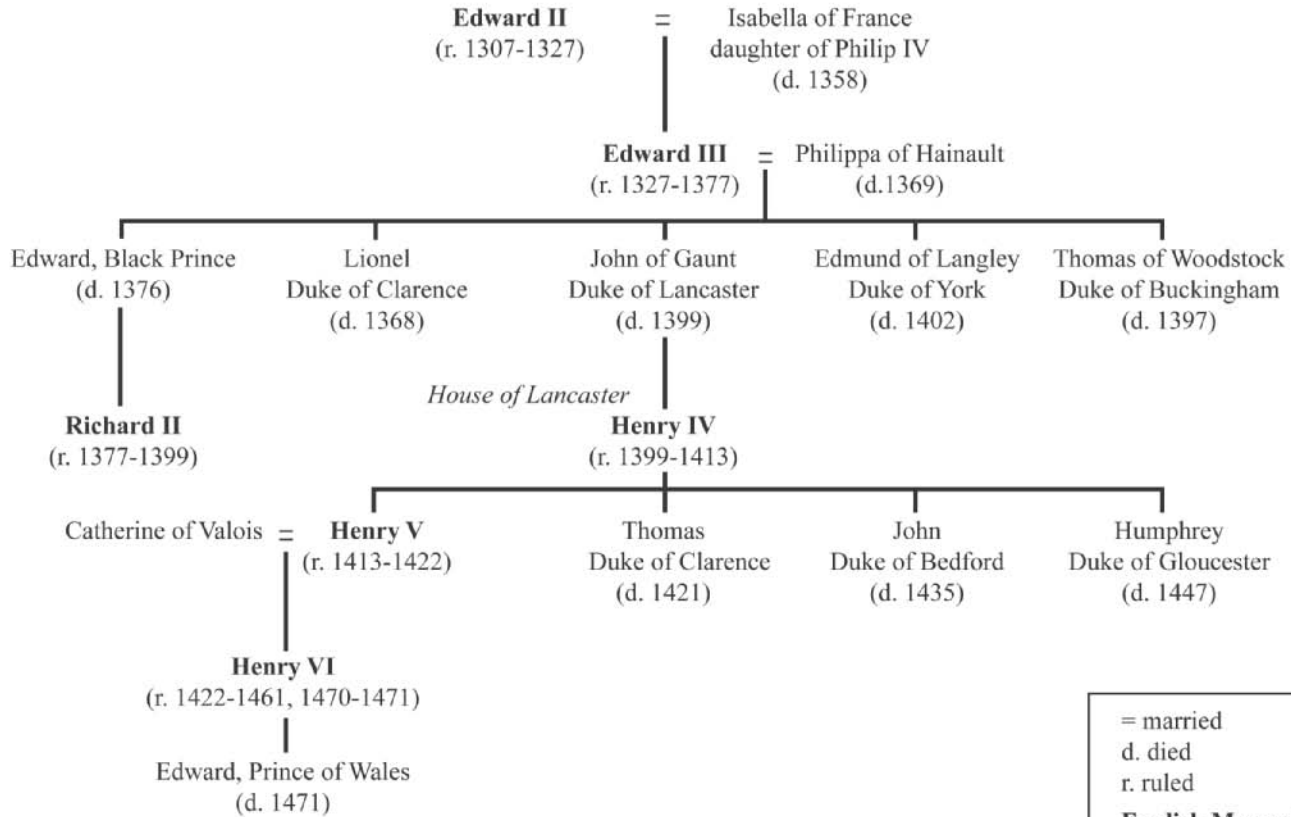 Edward II = Isabella of France
(r. 1307-1327) daughter of Philip IV
(d. 1358)
Edward III = Philippa of Hainault
(r. 1327-1377) (d.1369)
Edward, Black Prince
(d. 1376)
Lionel
Duke of Clarence
(d. 1368)
John of Gaunt
Duke of Lancaster
(d. 1399)
Edmund of Langley
Duke of York
(d. 1402)
Thomas of Woodstock
Duke of Buckingham
(d. 1397)
House of Lancaster
Richard II
(r. 1377-1399)
Henry IV
(r. 1399-1413)
Catherine of Valois = Henry V
(r. 1413-1422)
Thomas
Duke of Clarence
(d. 1421)
John
Duke of Bedford
(d. 1435)
Humphrey
Duke of Gloucester
(d. 1447)
Henry VI
(r. 1422-1461, 1470-1471)
Edward, Prince of Wales
(d. 1471)
= married
d. died
r. ruled